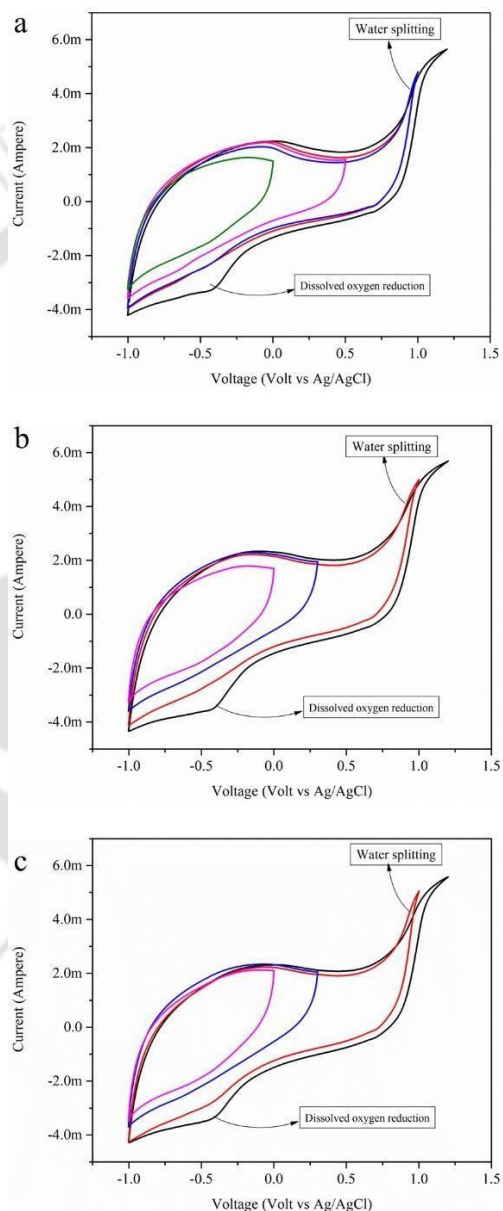 a
Water splitting
6.0m
4.0m
2.0m
0.0
-2.0m
-4.0m
Current (Ampere)
Dissolved oxygen reduction
-1.0 -0.5 0.0 0.5 1.0 1.5
Voltage (Volt vs Ag/AgCl)
b
Water splitting
6.0m
4.0m
2.0m
0.0
-2.0m
-4.0m
Current (Ampere)
Dissolved oxygen reduction
-1.0 -0.5 0.0 0.5 1.0 1.5
Voltage (Volt vs Ag/AgCl)
c
Water splitting
6.0m
4.0m
2.0m
0.0
-2.0m
-4.0m
Current (Ampere)
Dissolved oxygen reduction
-1.0 -0.5 0.0 0.5 1.0 1.5
Voltage (Volt vs Ag/AgCl)